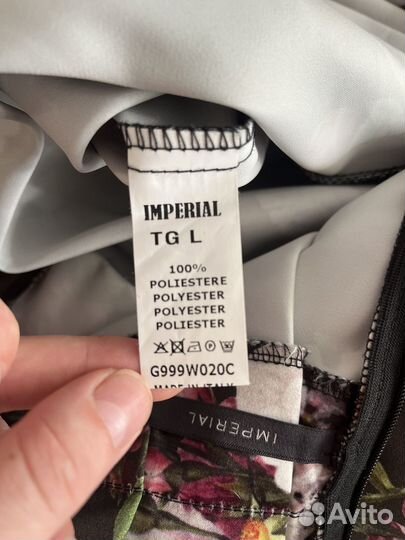 IMPERIAL
TG L
100%
POLIESTERE
POLYESTER
POLYESTER
POLIESTER
G999W020C
MADE IN ITALY
IMPERIAL
Avito